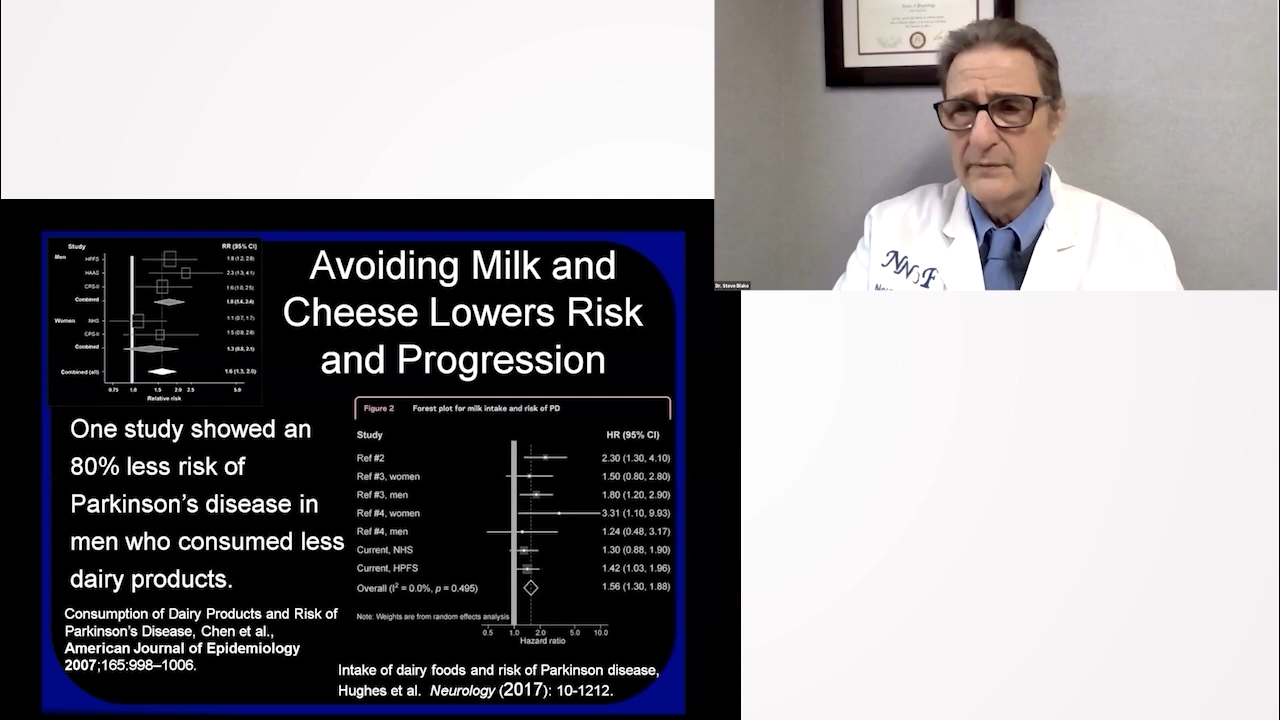 Avoiding Milk and
Cheese Lowers Risk
and Progression
Study RR (95% CI)
Men HPFS 1.8 (1.2, 2.8)
HAAS 2.3 (1.3, 4.1)
CPS-II 1.6 (1.0, 2.5)
Combined 1.8 (1.4, 2.4)
Women NHS 1.1 (0.7, 1.7)
CPS-II 1.5 (0.8, 2.8)
Combined 1.3 (0.8, 2.1)
Combined (all) 1.6 (1.3, 2.0)
0.75 1.0 1.5 2.0 2.5 5.0
Relative risk
One study showed an
80% less risk of
Parkinson's disease in
men who consumed less
dairy products.
Consumption of Dairy Products and Risk of
Parkinson's Disease, Chen et al.,
American Journal of Epidemiology
2007;165:998–1006.
Figure 2 Forest plot for milk intake and risk of PD
Study HR (95% CI)
Ref #2 2.30 (1.30, 4.10)
Ref #3, women 1.50 (0.80, 2.80)
Ref #3, men 1.80 (1.20, 2.90)
Ref #4, women 3.31 (1.10, 9.93)
Ref #4, men 1.24 (0.48, 3.17)
Current, NHS 1.30 (0.88, 1.90)
Current, HPFS 1.42 (1.03, 1.96)
Overall (I² = 0.0%, p = 0.495) 1.56 (1.30, 1.88)
Note: Weights are from random effects analysis
0.5 1.0 2.0 5.0 10.0
Hazard ratio
Intake of dairy foods and risk of Parkinson disease,
Hughes et al. Neurology (2017): 10-1212.
Dr. Steve Blake